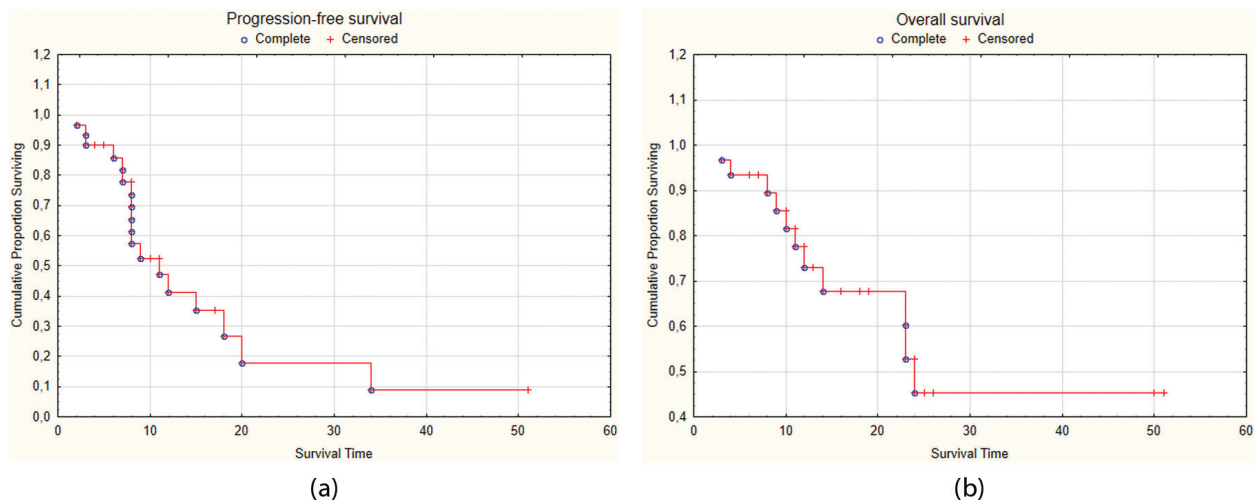 Progression-free survival
Complete Censored
Cumulative Proportion Surviving
1,2
1,1
1,0
0,9
0,8
0,7
0,6
0,5
0,4
0,3
0,2
0,1
0,0
0 10 20 30 40 50 60
Survival Time
(a)
Overall survival
Complete Censored
Cumulative Proportion Surviving
1,2
1,1
1,0
0,9
0,8
0,7
0,6
0,5
0,4
0 10 20 30 40 50 60
Survival Time
(b)